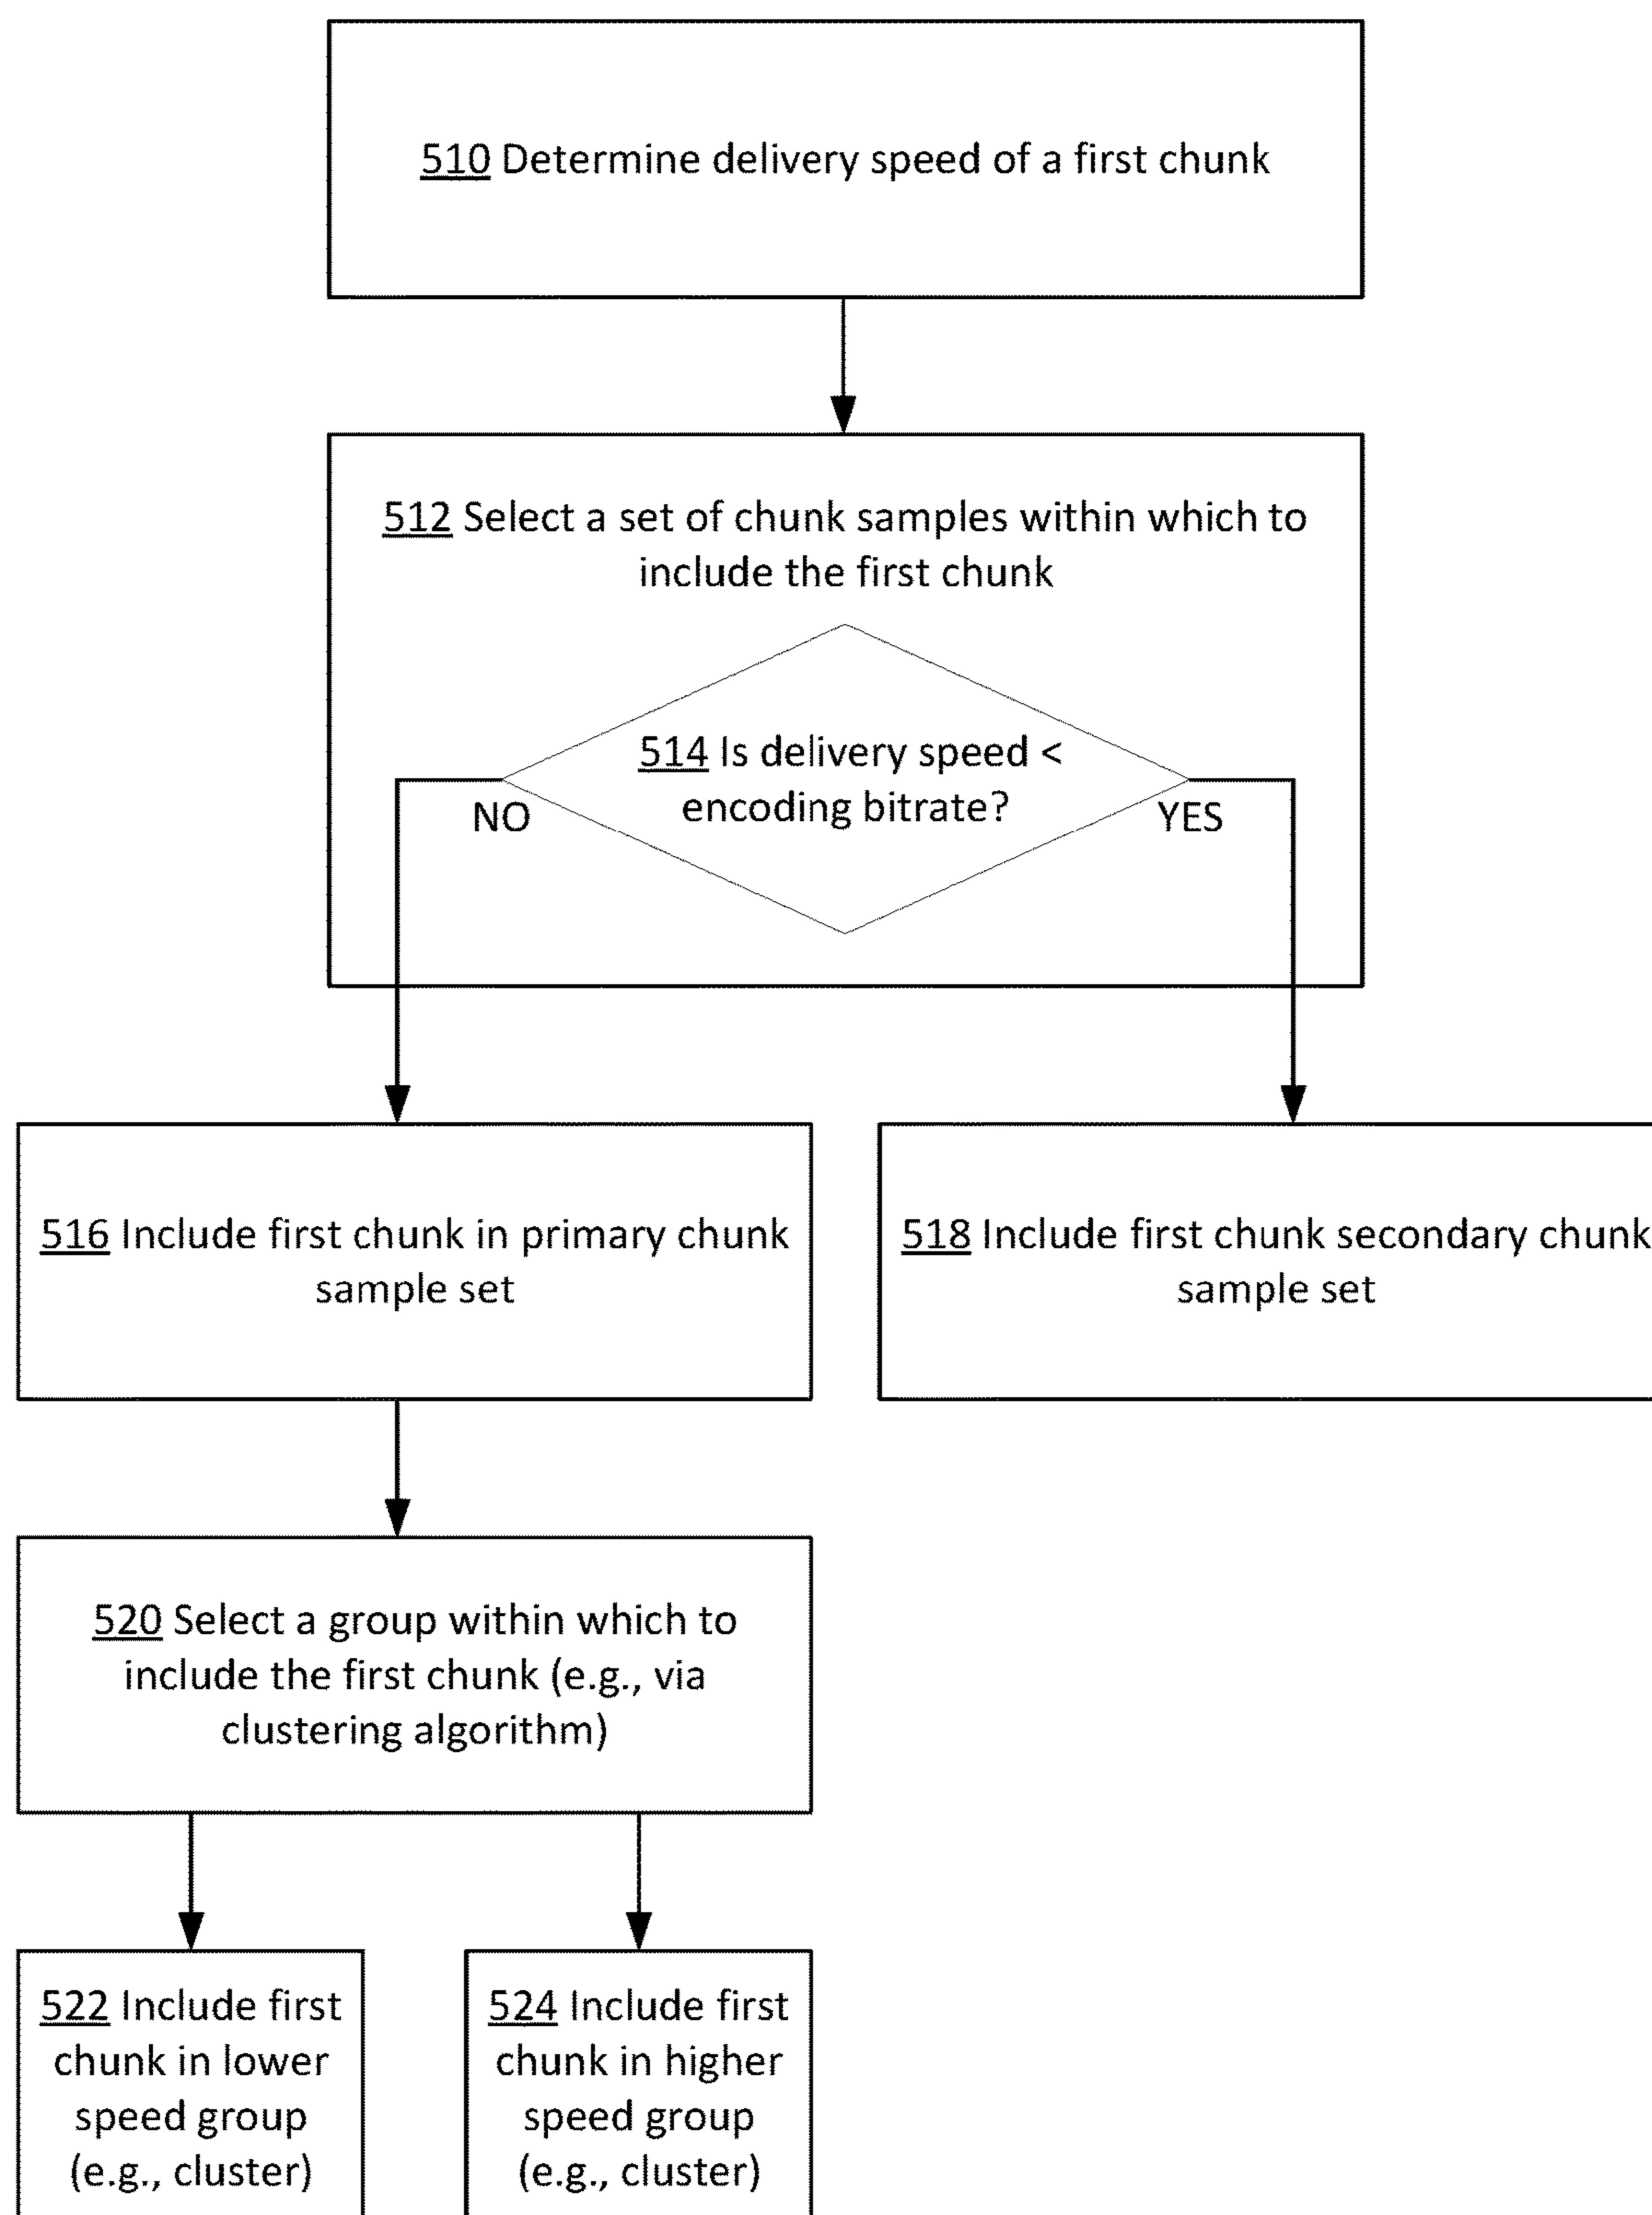 510 Determine delivery speed of a first chunk
512 Select a set of chunk samples within which to
include the first chunk
514 Is delivery speed <
encoding bitrate?
NO
YES
516 Include first chunk in primary chunk
sample set
518 Include first chunk secondary chunk
sample set
520 Select a group within which to
include the first chunk (e.g., via
clustering algorithm)
522 Include first
chunk in lower
speed group
(e.g., cluster)
524 Include first
chunk in higher
speed group
(e.g., cluster)